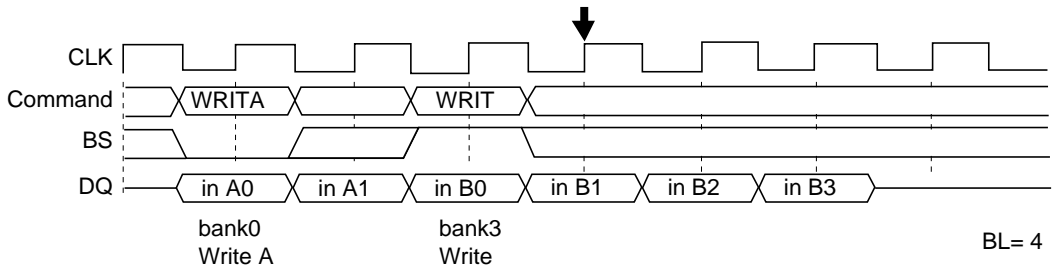 CLK
Command WRITA WRIT
BS
DQ in A0 in A1 in B0 in B1 in B2 in B3
bank0 bank3
Write A Write BL= 4